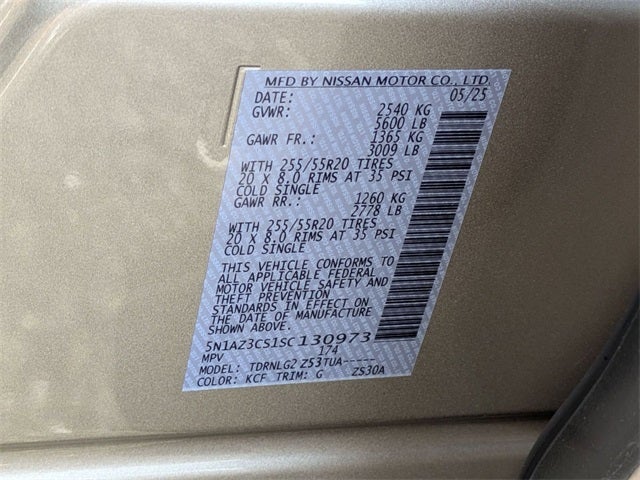 MFD BY NISSAN MOTOR CO., LTD.
DATE: 05/25
GVWR: 2540 KG
5600 LB
GAWR FR.: 1365 KG
3009 LB
WITH 255/55R20 TIRES
20 X 8.0 RIMS AT 35 PSI
COLD SINGLE
GAWR RR.: 1260 KG
2778 LB
WITH 255/55R20 TIRES
20 X 8.0 RIMS AT 35 PSI
COLD SINGLE
THIS VEHICLE CONFORMS TO
ALL APPLICABLE FEDERAL
MOTOR VEHICLE SAFETY AND
THEFT PREVENTION
STANDARDS IN EFFECT ON
THE DATE OF MANUFACTURE
SHOWN ABOVE.
5N1AZ3CS1SC130973
MPV 174
MODEL: TDRNLG2 Z53TUA-----
COLOR: KCF TRIM: G ZS30A